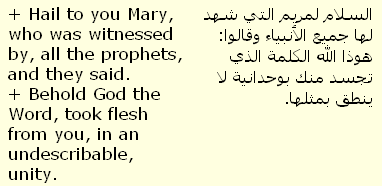 + Hail to you Mary,
who was witnessed
by, all the prophets,
and they said.
+ Behold God the
Word, took flesh
from you, in an
undescribable,
unity.
السلام لمريم التي شهد
لها جميع الأنبياء وقالوا:
هوذا الله الكلمة الذي
تجسد منك بوحدانية لا
ينطق بمثلها.